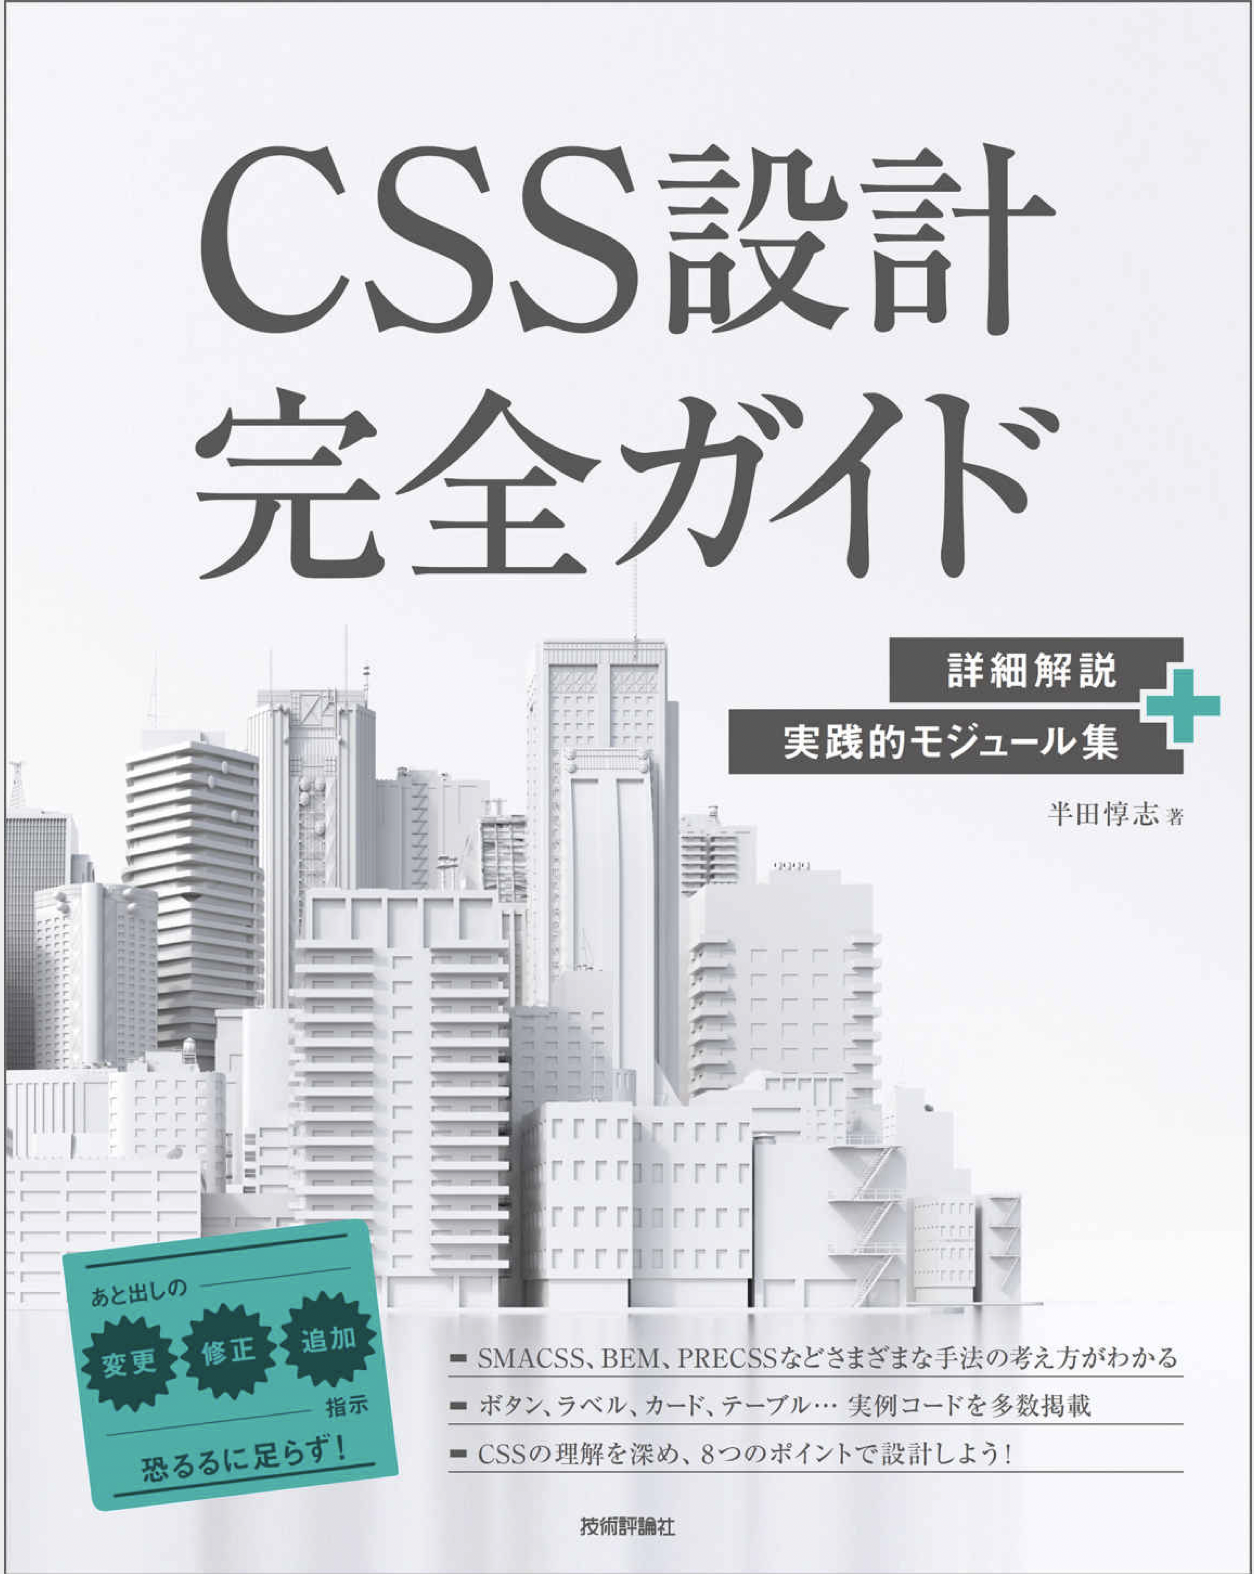 CSS設計
完全ガイド
詳細解説
実践的モジュール集
半田惇志 著
あと出しの
変更 修正 追加
指示
恐るるに足らず!
SMACSS、BEM、PRECSSなどさまざまな手法の考え方がわかる
ボタン、ラベル、カード、テーブル… 実例コードを多数掲載
CSSの理解を深め、8つのポイントで設計しよう!
技術評論社